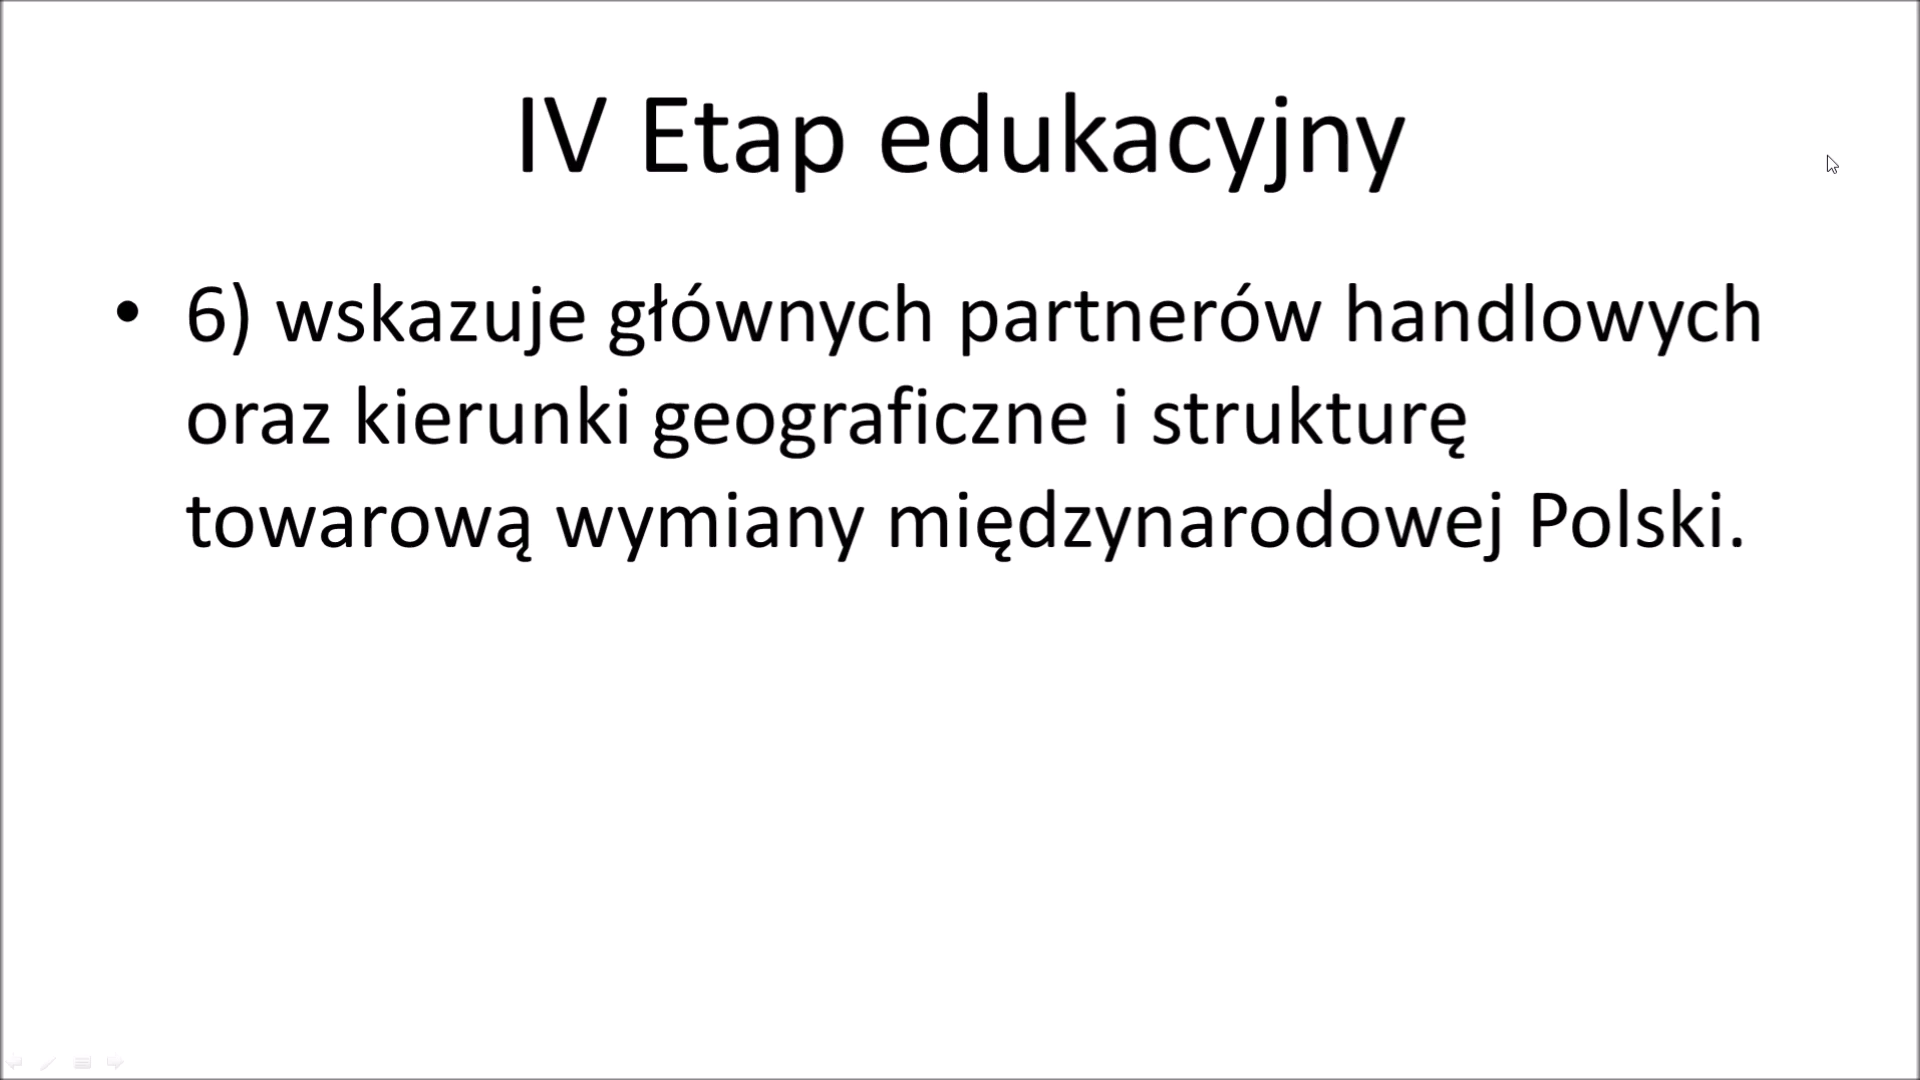 IV Etap edukacyjny
• 6) wskazuje głównych partnerów handlowych
oraz kierunki geograficzne i strukturę
towarową wymiany międzynarodowej Polski.